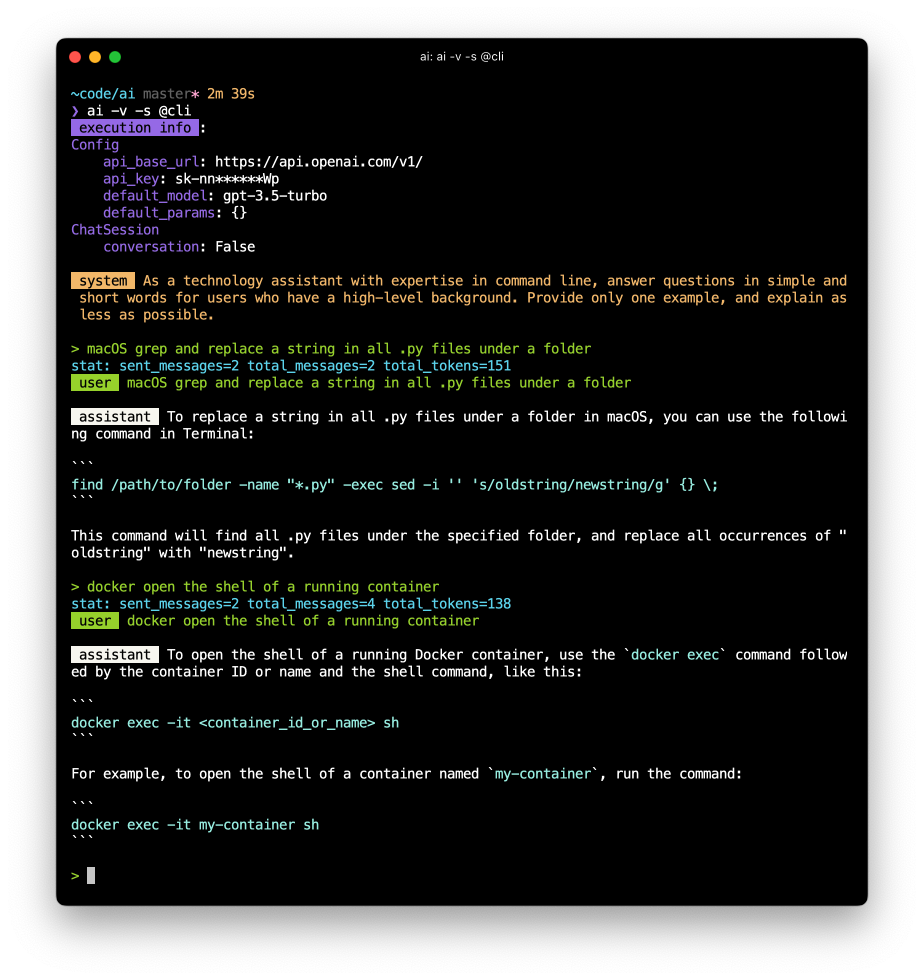 ai: ai -v -s @cli
~code/ai master* 2m 39s
❯ ai -v -s @cli
execution info :
Config
    api_base_url: https://api.openai.com/v1/
    api_key: sk-nn******Wp
    default_model: gpt-3.5-turbo
    default_params: {}
ChatSession
    conversation: False
system As a technology assistant with expertise in command line, answer questions in simple and
short words for users who have a high-level background. Provide only one example, and explain as
less as possible.
> macOS grep and replace a string in all .py files under a folder
stat: sent_messages=2 total_messages=2 total_tokens=151
user macOS grep and replace a string in all .py files under a folder
assistant To replace a string in all .py files under a folder in macOS, you can use the followi
ng command in Terminal:
```
find /path/to/folder -name "*.py" -exec sed -i '' 's/oldstring/newstring/g' {} \;
```
This command will find all .py files under the specified folder, and replace all occurrences of "
oldstring" with "newstring".
> docker open the shell of a running container
stat: sent_messages=2 total_messages=4 total_tokens=138
user docker open the shell of a running container
assistant To open the shell of a running Docker container, use the `docker exec` command follow
ed by the container ID or name and the shell command, like this:
```
docker exec -it <container_id_or_name> sh
```
For example, to open the shell of a container named `my-container`, run the command:
```
docker exec -it my-container sh
```
>